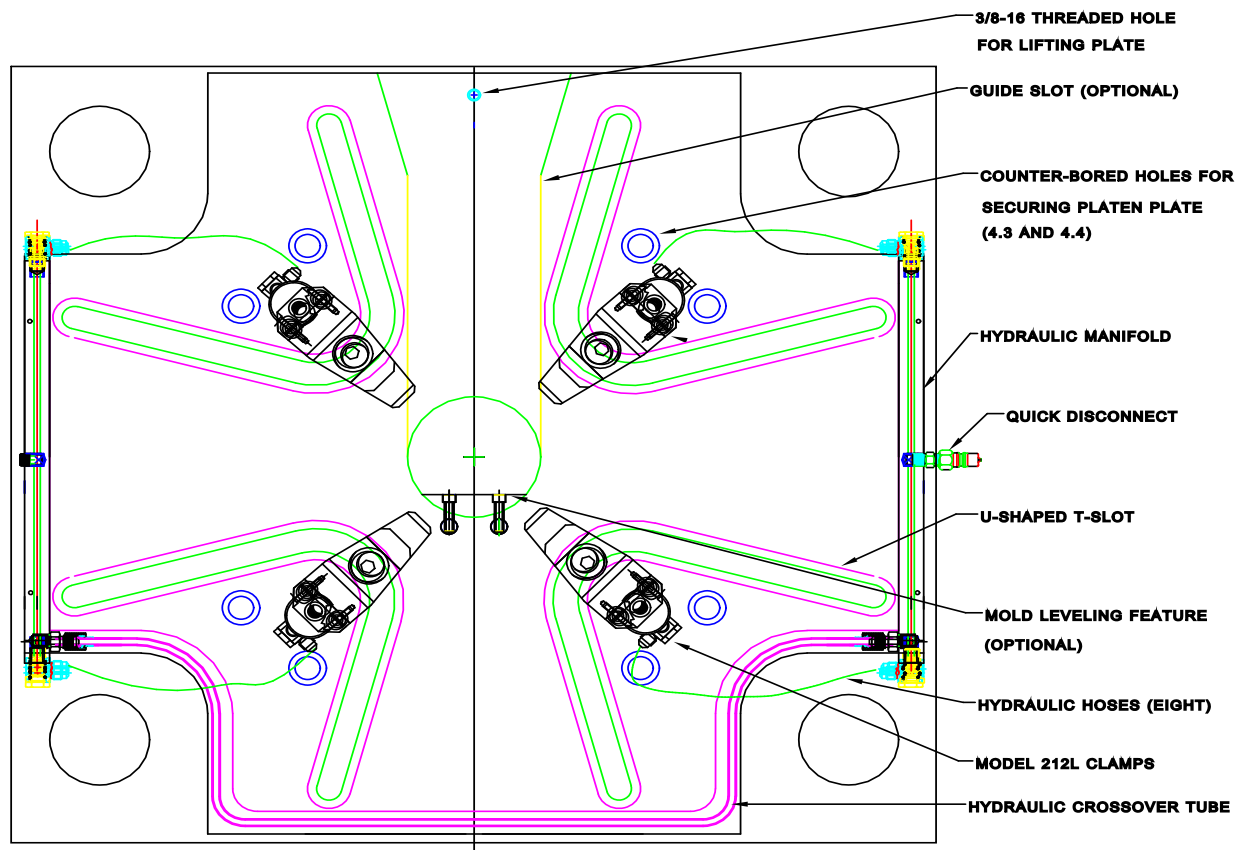 3/8-16 THREADED HOLE
FOR LIFTING PLATE
GUIDE SLOT (OPTIONAL)
COUNTER-BORED HOLES FOR
SECURING PLATEN PLATE
(4.3 AND 4.4)
HYDRAULIC MANIFOLD
QUICK DISCONNECT
U-SHAPED T-SLOT
MOLD LEVELING FEATURE
(OPTIONAL)
HYDRAULIC HOSES (EIGHT)
MODEL 212L CLAMPS
HYDRAULIC CROSSOVER TUBE